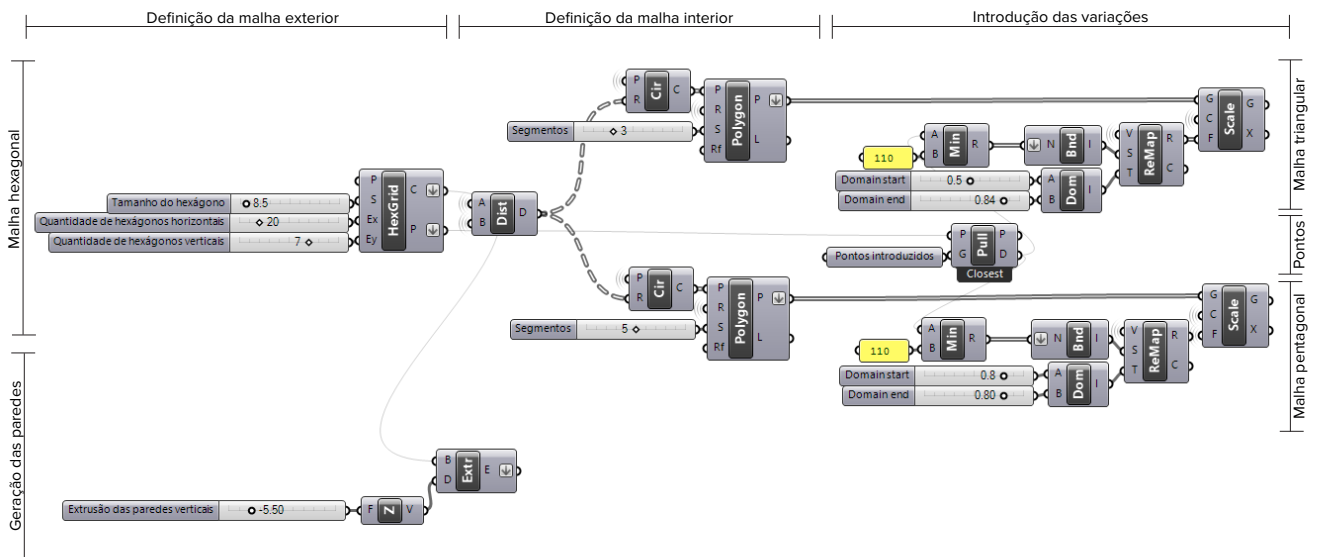 Definição da malha exterior
Definição da malha interior
Introdução das variações
Malha hexagonal
Geração das paredes
Malha triangular
Pontos
Malha pentagonal
Tamanho do hexágono 8.5
Quantidade de hexágonos horizontais 20
Quantidade de hexágonos verticais 7
P
S
Ex
Ey
HexGrid
C
P
A
B
Dist
D
P
R
Cir
C
Segmentos 3
P
R
S
Rf
Polygon
P
L
110
Domain start 0.5
Domain end 0.84
A
B
Min
R
N
Bnd
I
A
B
Dom
I
V
S
T
ReMap
R
C
G
C
F
Scale
G
X
Pontos introduzidos
P
G
Pull
P
D
Closest
P
R
Cir
C
Segmentos 5
P
R
S
Rf
Polygon
P
L
110
Domain start 0.8
Domain end 0.80
A
B
Min
R
N
Bnd
I
A
B
Dom
I
V
S
T
ReMap
R
C
G
C
F
Scale
G
X
Extrusão das paredes verticais -5.50
F
Z
V
B
D
Extr
E